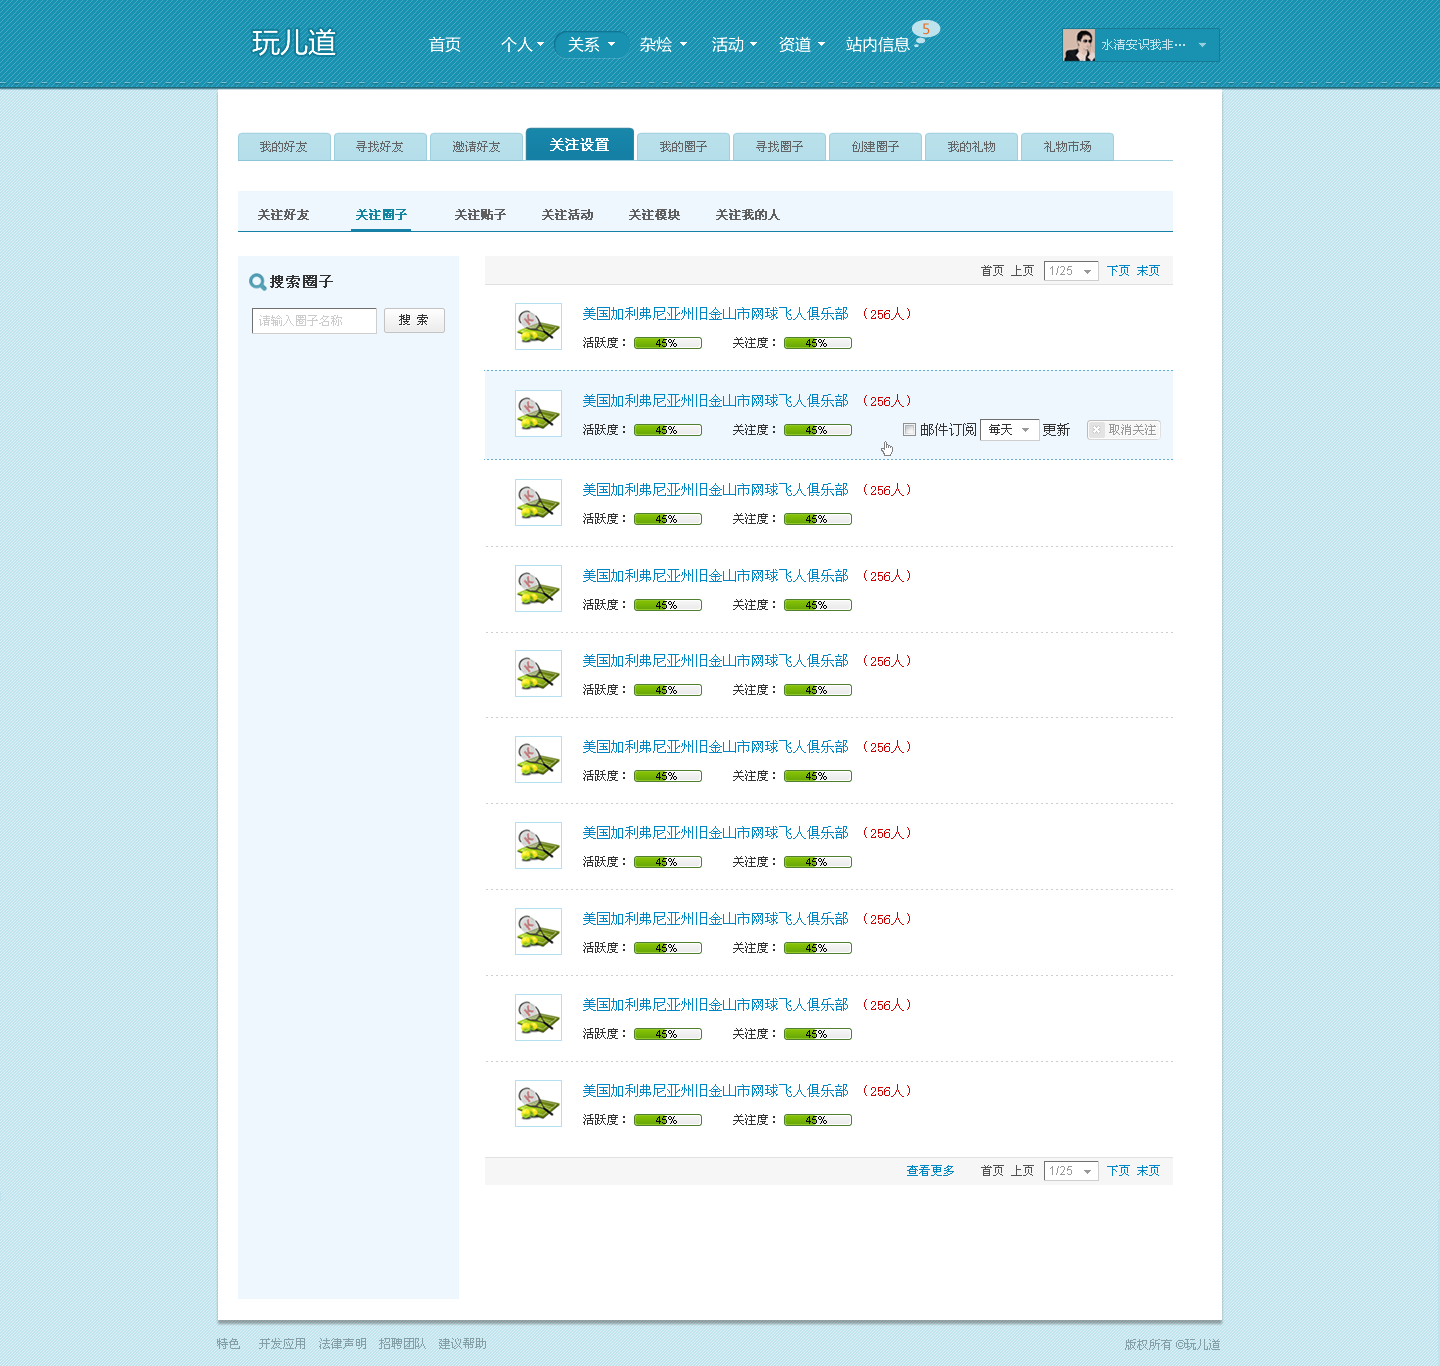 玩儿道 首页 个人 关系 杂烩 活动 资道 站内信息 5 水清安识我非…
我的好友 寻找好友 邀请好友 关注设置 我的圈子 寻找圈子 创建圈子 我的礼物 礼物市场
关注好友 关注圈子 关注贴子 关注活动 关注模块 关注我的人
搜索圈子
请输入圈子名称 搜 索
首页 上页 1/25 下页 末页
美国加利弗尼亚州旧金山市网球飞人俱乐部 （256人）
活跃度： 45% 关注度： 45%
美国加利弗尼亚州旧金山市网球飞人俱乐部 （256人）
活跃度： 45% 关注度： 45% 邮件订阅 每天 更新 取消关注
美国加利弗尼亚州旧金山市网球飞人俱乐部 （256人）
活跃度： 45% 关注度： 45%
美国加利弗尼亚州旧金山市网球飞人俱乐部 （256人）
活跃度： 45% 关注度： 45%
美国加利弗尼亚州旧金山市网球飞人俱乐部 （256人）
活跃度： 45% 关注度： 45%
美国加利弗尼亚州旧金山市网球飞人俱乐部 （256人）
活跃度： 45% 关注度： 45%
美国加利弗尼亚州旧金山市网球飞人俱乐部 （256人）
活跃度： 45% 关注度： 45%
美国加利弗尼亚州旧金山市网球飞人俱乐部 （256人）
活跃度： 45% 关注度： 45%
美国加利弗尼亚州旧金山市网球飞人俱乐部 （256人）
活跃度： 45% 关注度： 45%
美国加利弗尼亚州旧金山市网球飞人俱乐部 （256人）
活跃度： 45% 关注度： 45%
查看更多 首页 上页 1/25 下页 末页
特色 开发应用 法律声明 招聘团队 建议帮助 版权所有 ©玩儿道